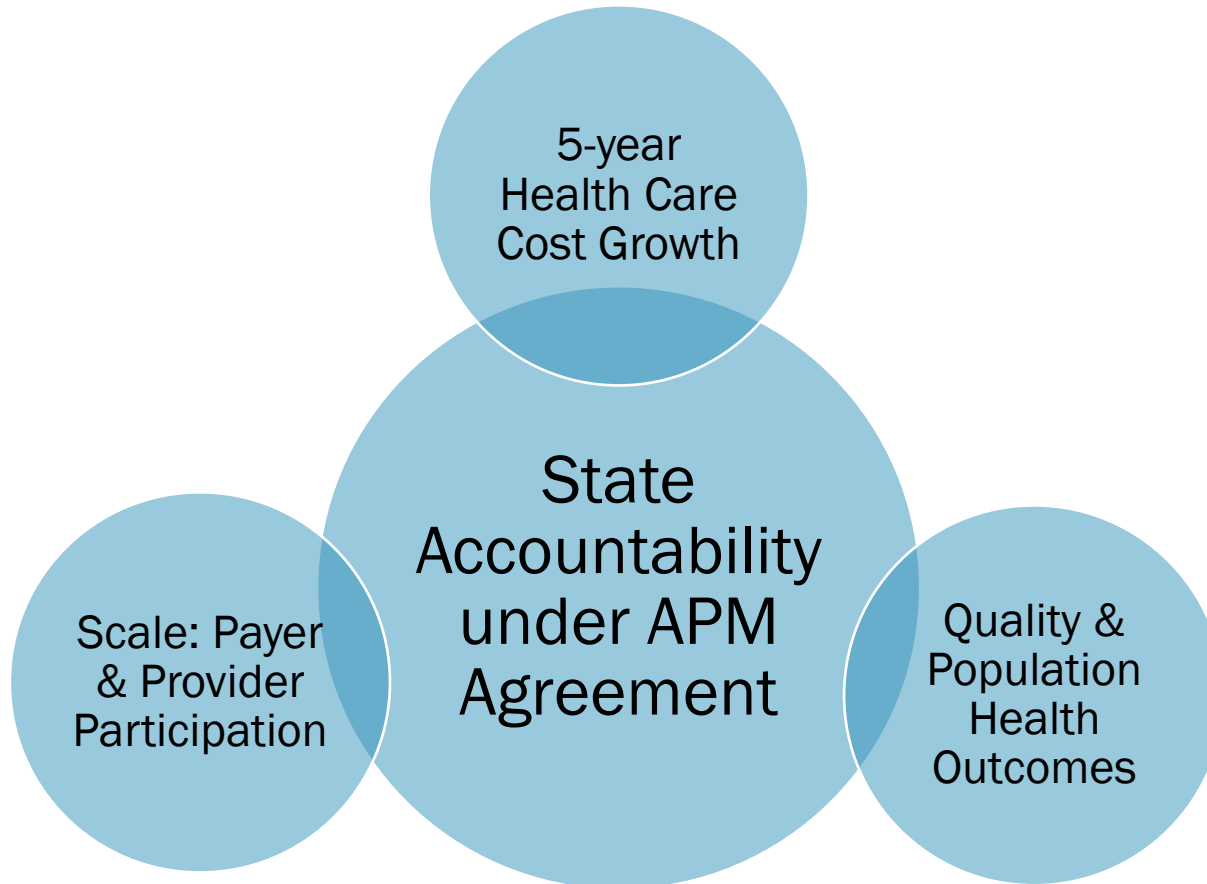 5-year
Health Care
Cost Growth
State
Accountability
under APM
Agreement
Scale: Payer
& Provider
Participation
Quality &
Population
Health
Outcomes